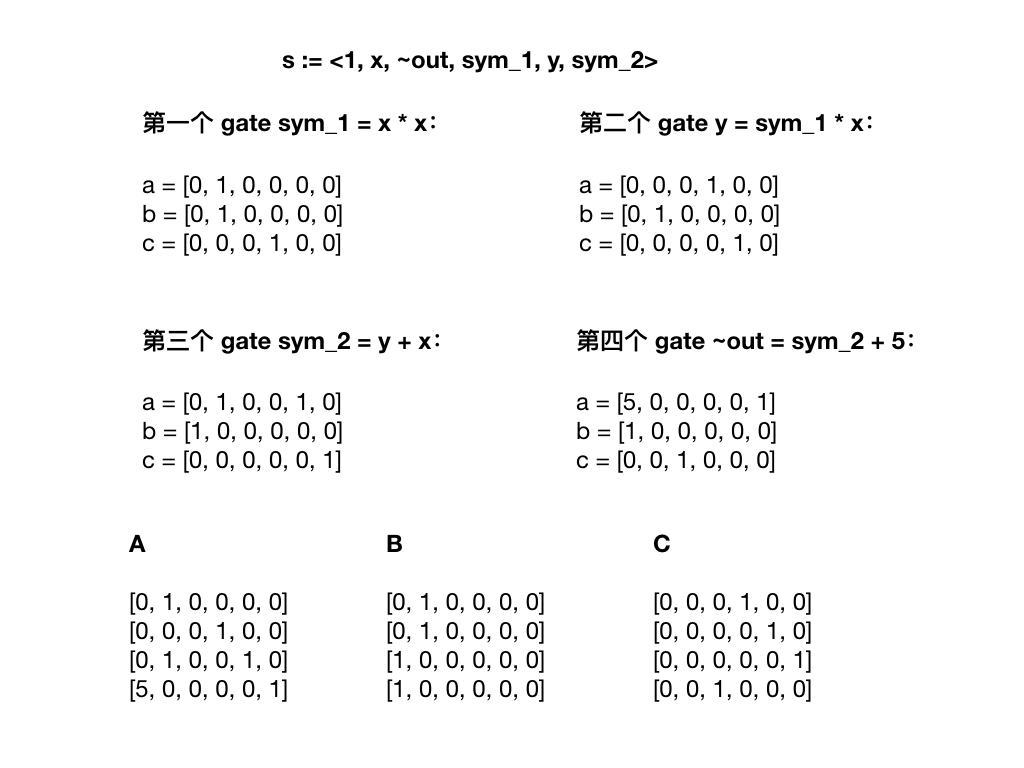 s := <1, x, ~out, sym_1, y, sym_2>
第一个 gate sym_1 = x * x：
a = [0, 1, 0, 0, 0, 0]
b = [0, 1, 0, 0, 0, 0]
c = [0, 0, 0, 1, 0, 0]
第二个 gate y = sym_1 * x：
a = [0, 0, 0, 1, 0, 0]
b = [0, 1, 0, 0, 0, 0]
c = [0, 0, 0, 0, 1, 0]
第三个 gate sym_2 = y + x：
a = [0, 1, 0, 0, 1, 0]
b = [1, 0, 0, 0, 0, 0]
c = [0, 0, 0, 0, 0, 1]
第四个 gate ~out = sym_2 + 5：
a = [5, 0, 0, 0, 0, 1]
b = [1, 0, 0, 0, 0, 0]
c = [0, 0, 1, 0, 0, 0]
A
[0, 1, 0, 0, 0, 0]
[0, 0, 0, 1, 0, 0]
[0, 1, 0, 0, 1, 0]
[5, 0, 0, 0, 0, 1]
B
[0, 1, 0, 0, 0, 0]
[0, 1, 0, 0, 0, 0]
[1, 0, 0, 0, 0, 0]
[1, 0, 0, 0, 0, 0]
C
[0, 0, 0, 1, 0, 0]
[0, 0, 0, 0, 1, 0]
[0, 0, 0, 0, 0, 1]
[0, 0, 1, 0, 0, 0]